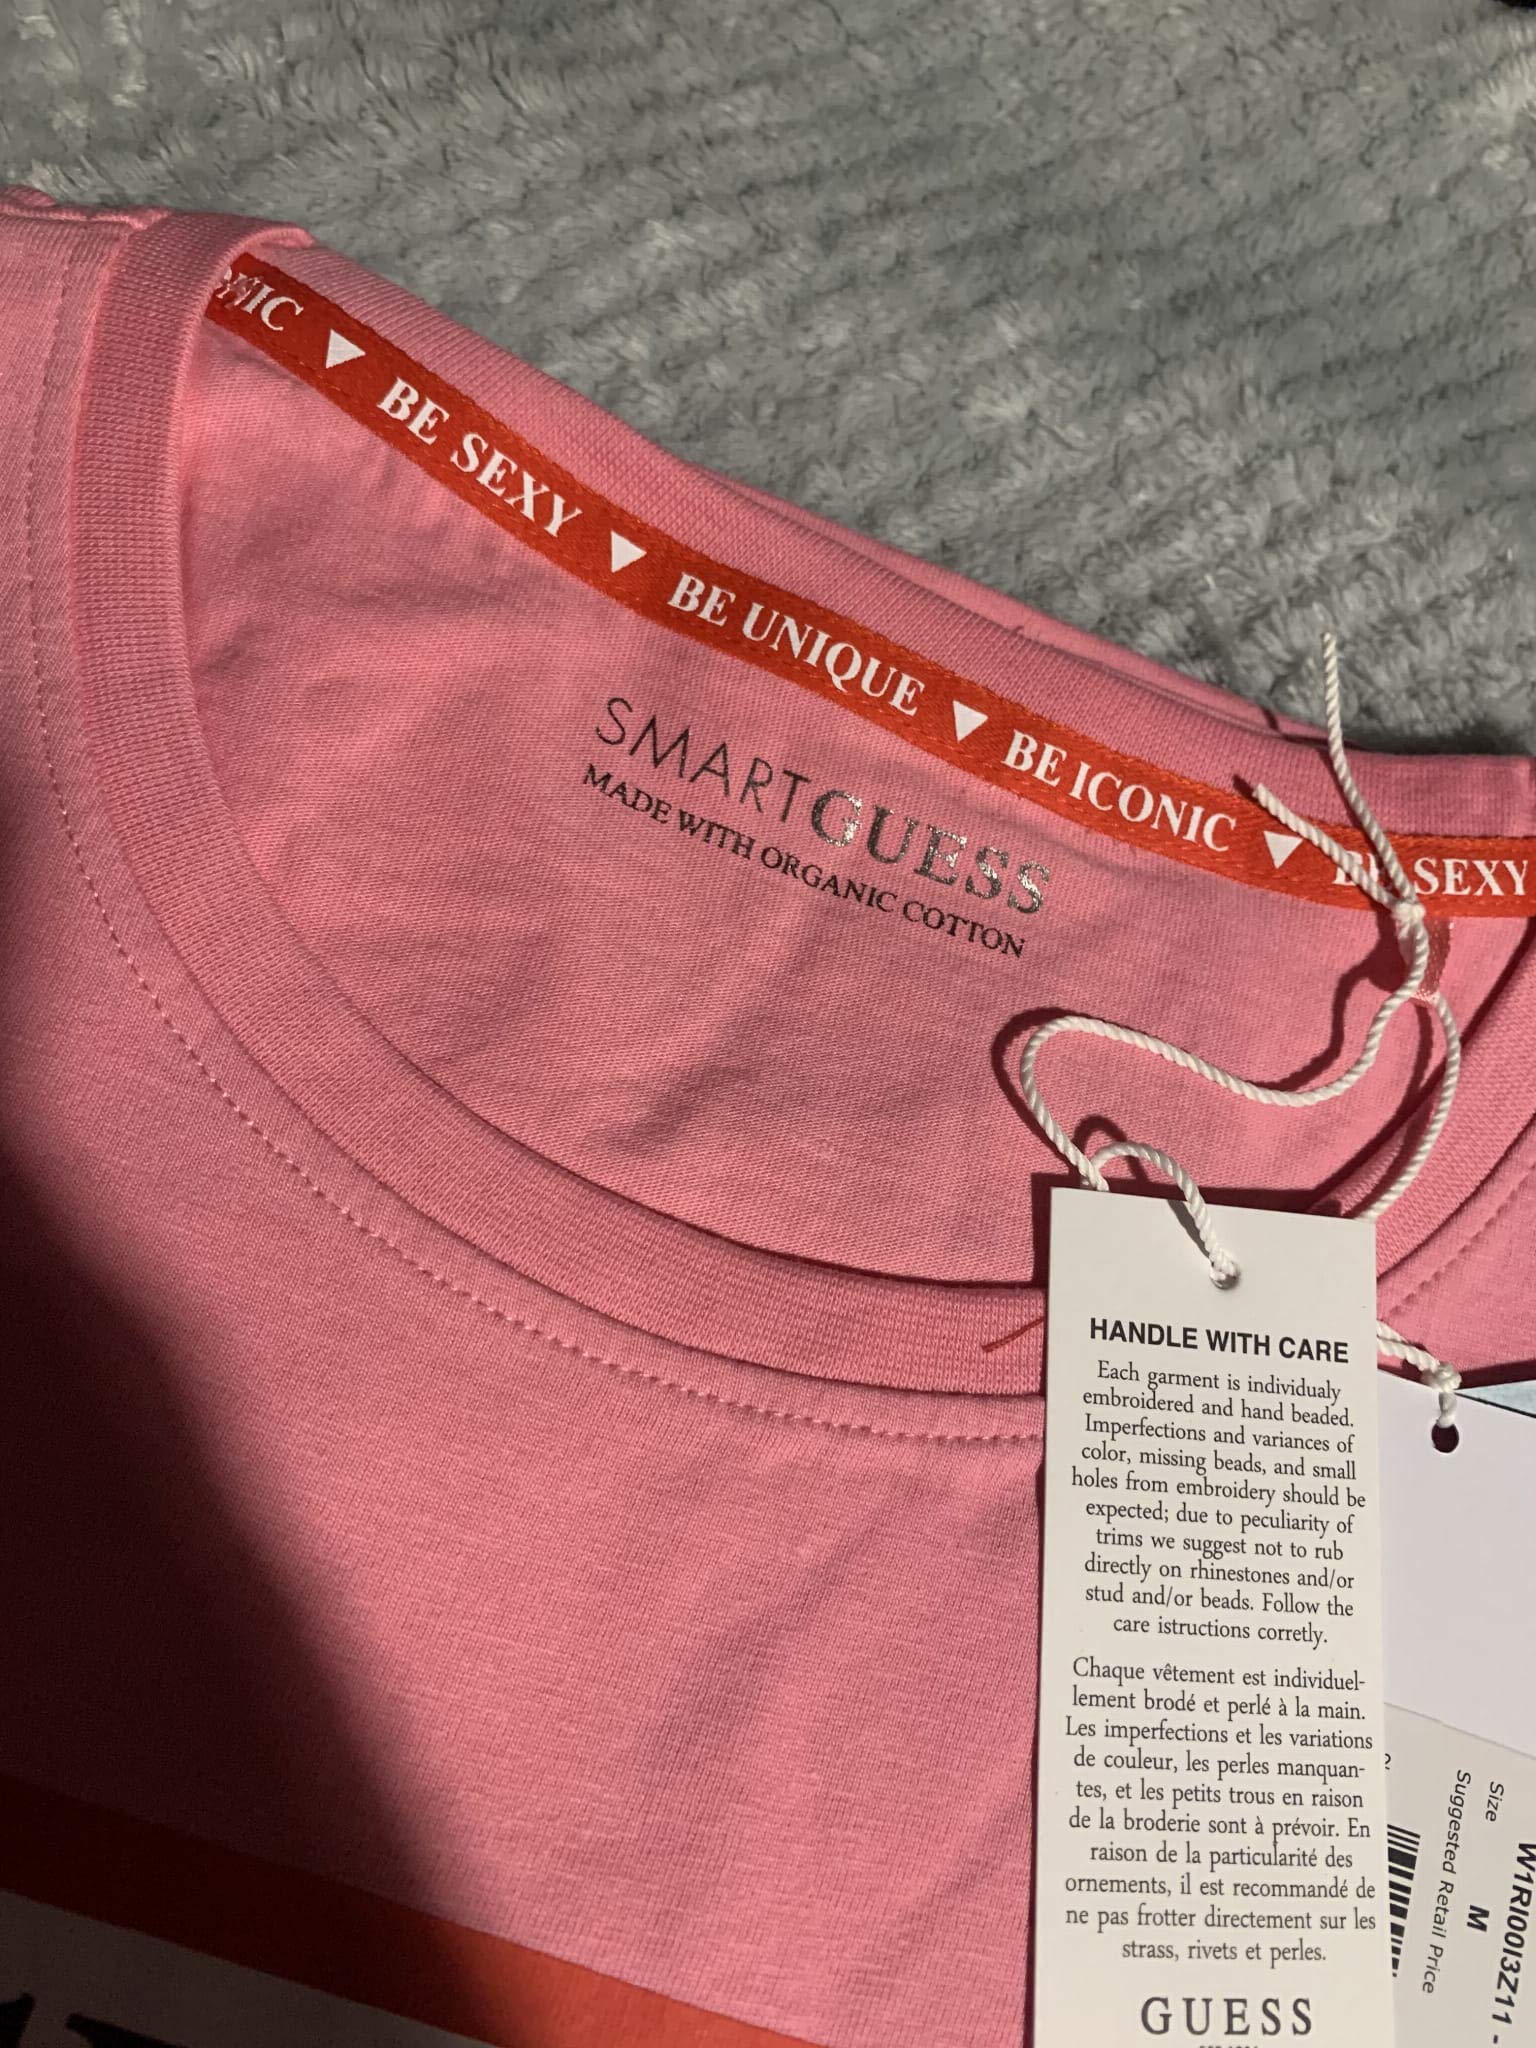 BE SEXY BE UNIQUE BE ICONIC BE SEXY
SMARTGUESS
MADE WITH ORGANIC COTTON
HANDLE WITH CARE
Each garment is individualy
embroidered and hand beaded.
Imperfections and variances of
color, missing beads, and small
holes from embroidery should be
expected; due to peculiarity of
trims we suggest not to rub
directly on rhinestones and/or
stud and/or beads. Follow the
care istructions corretly.
Chaque vêtement est individuel-
lement brodé et perlé à la main.
Les imperfections et les variations
de couleur, les perles manquan-
tes, et les petits trous en raison
de la broderie sont à prévoir. En
raison de la particularité des
ornements, il est recommandé de
ne pas frotter directement sur les
strass, rivets et perles.
GUESS
W1RI00I3Z11 -
Size M
Suggested Retail Price